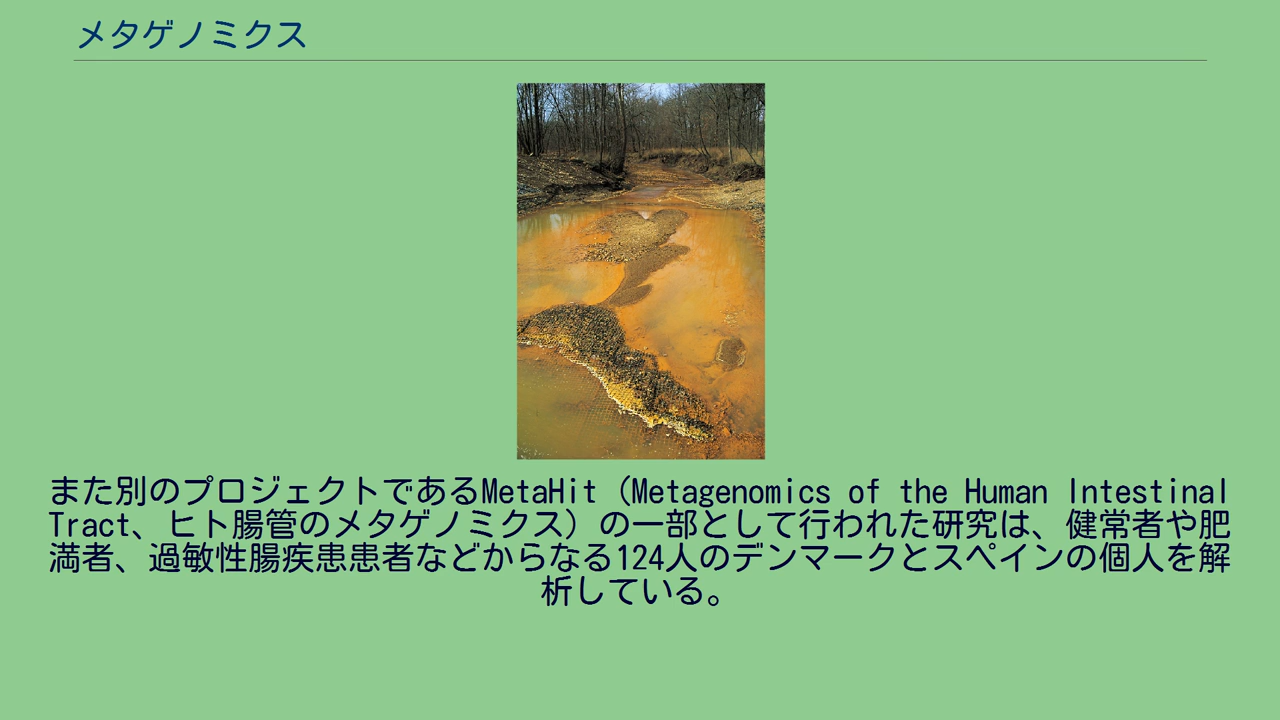 メタゲノミクス
また別のプロジェクトであるMetaHit（Metagenomics of the Human Intestinal
Tract、ヒト腸管のメタゲノミクス）の一部として行われた研究は、健常者や肥
満者、過敏性腸疾患患者などからなる124人のデンマークとスペインの個人を解
析している。